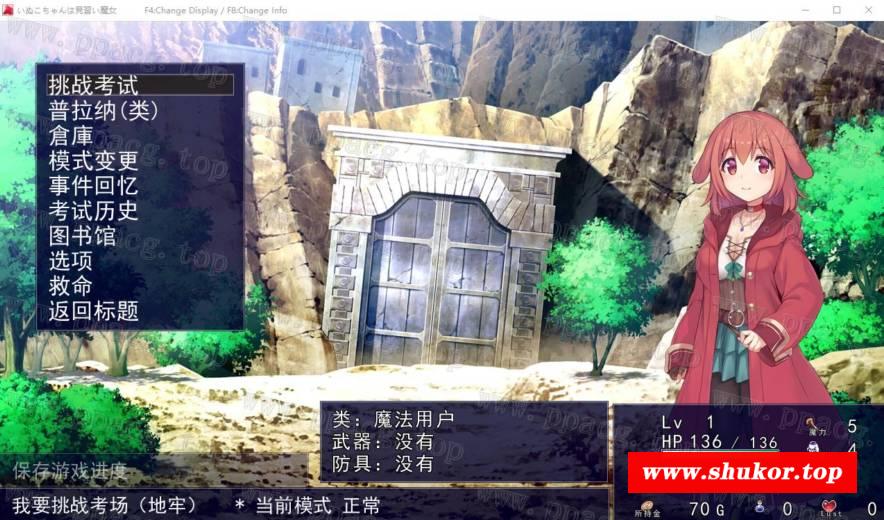 いぬこちゃんは見習い魔女 F4:Change Display / F8:Change Info
挑战考试
普拉纳(类)
倉庫
模式变更
事件回忆
考试历史
图书馆
选项
救命
返回标题
类：魔法用户
武器：没有
防具：没有
Lv 1
HP 136 / 136
魔力 5
4
www.shukor.top
保存游戏进度
我要挑战考场（地牢） * 当前模式 正常
所持金 70 G 0 Lust 0
www.ppacg.top